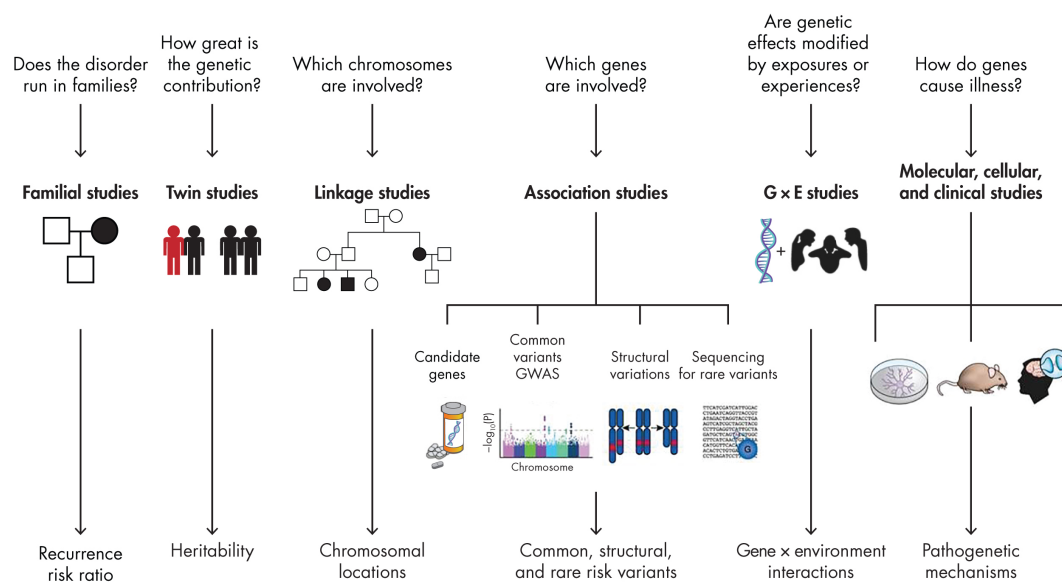 Does the disorder
run in families?
How great is
the genetic
contribution?
Which chromosomes
are involved?
Which genes
are involved?
Are genetic
effects modified
by exposures or
experiences?
How do genes
cause illness?
Familial studies
Twin studies
Linkage studies
Association studies
G × E studies
Molecular, cellular,
and clinical studies
+
Candidate
genes
Common
variants
GWAS
Structural
variations
Sequencing
for rare variants
−log₁₀(P)
Chromosome
TTCATCGATCATTGGAC
CTGAATCAGGTTACCGT
AGTCATCGCTAGCTACG
G
Recurrence
risk ratio
Heritability
Chromosomal
locations
Common, structural,
and rare risk variants
Gene × environment
interactions
Pathogenetic
mechanisms